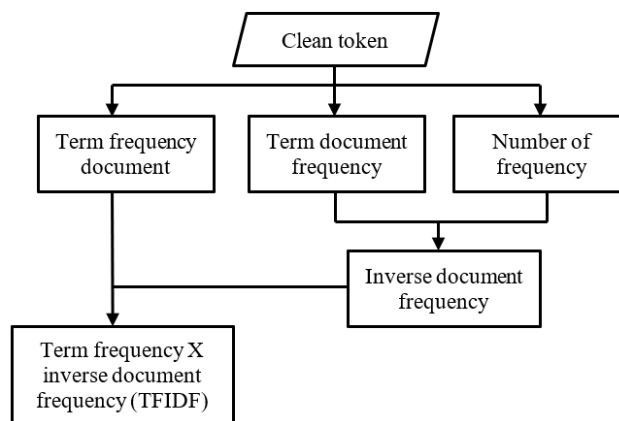 Clean token
Term frequency
document
Term document
frequency
Number of
frequency
Inverse document
frequency
Term frequency X
inverse document
frequency (TFIDF)